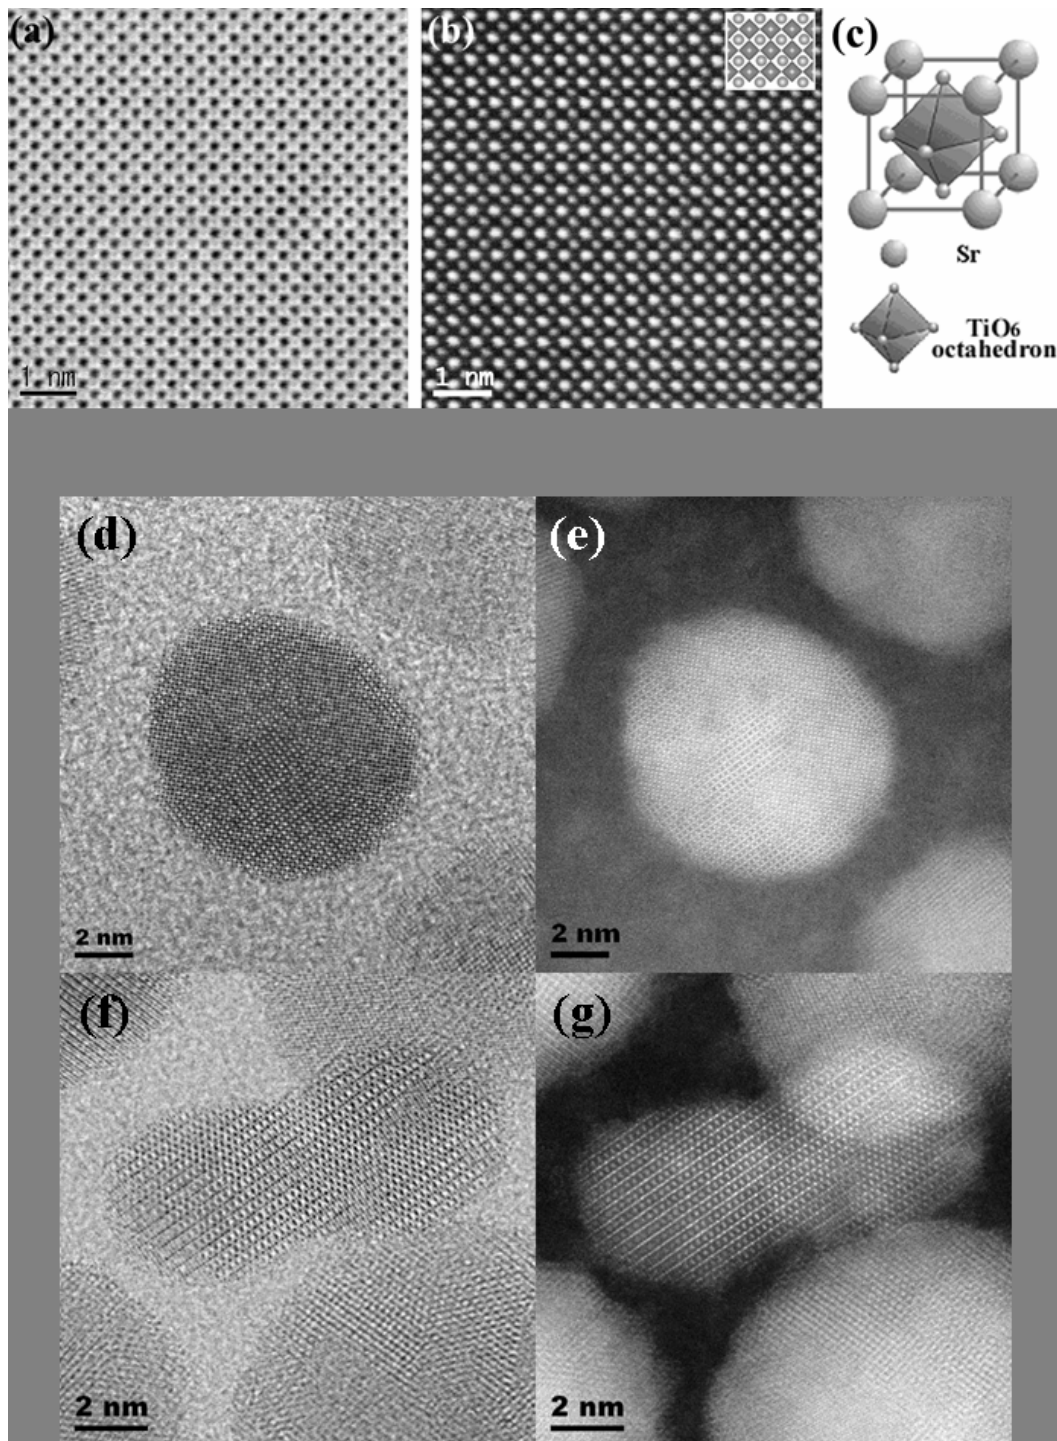 (a)
(b)
(c)
1 nm
1 nm
Sr
TiO6
octahedron
(d)
(e)
2 nm
2 nm
(f)
(g)
2 nm
2 nm